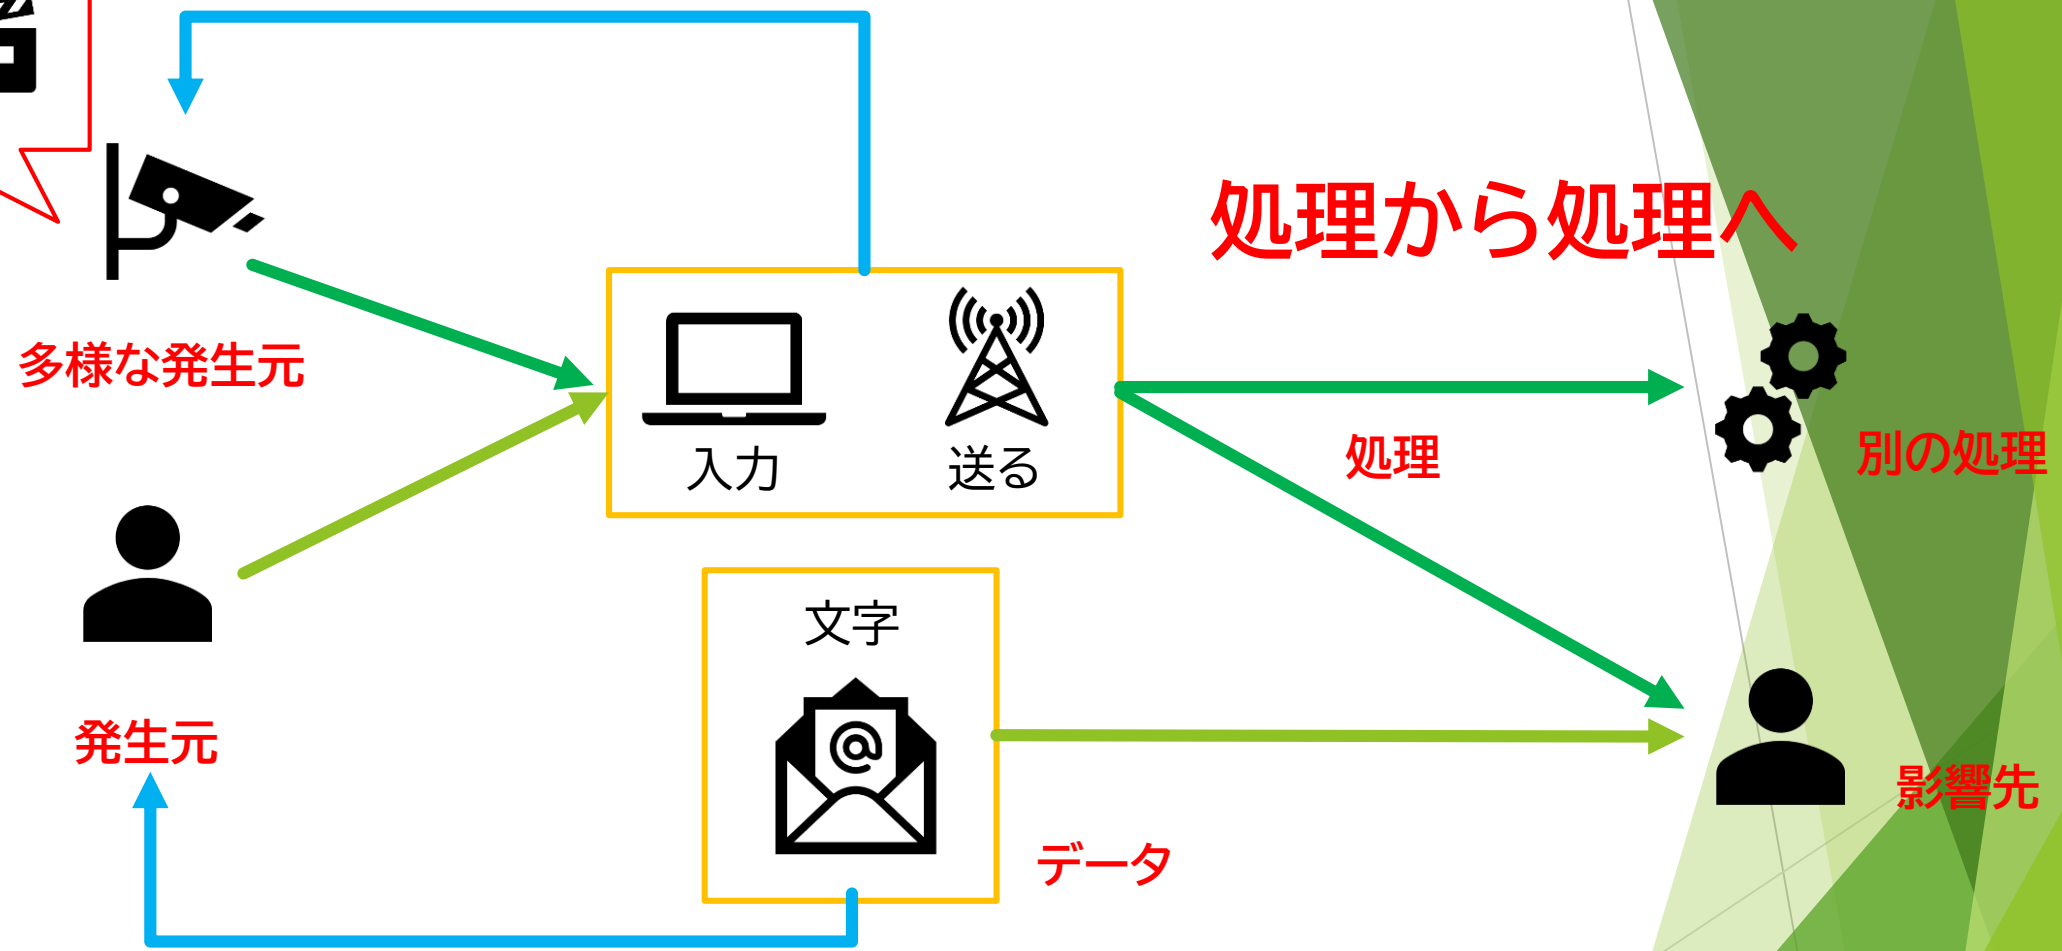 処理から処理へ
多様な発生元
入力
送る
処理
別の処理
文字
発生元
影響先
データ